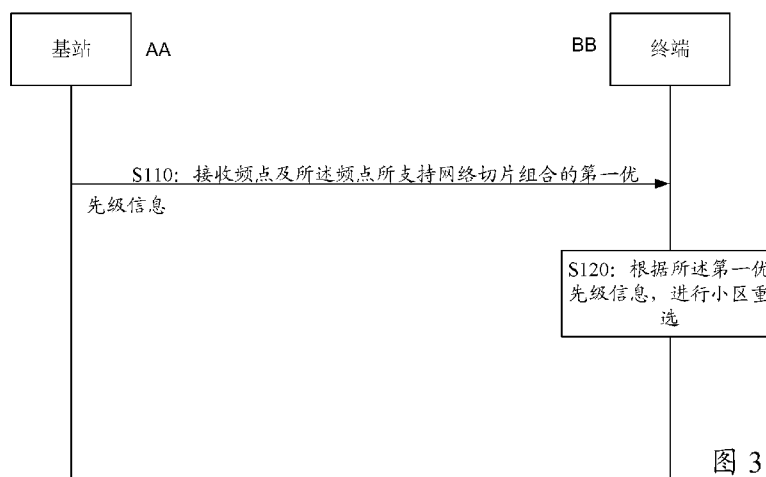 基站
AA
BB
终端
S110：接收频点及所述频点所支持网络切片组合的第一优
先级信息
S120：根据所述第一优
先级信息，进行小区重
选
图 3